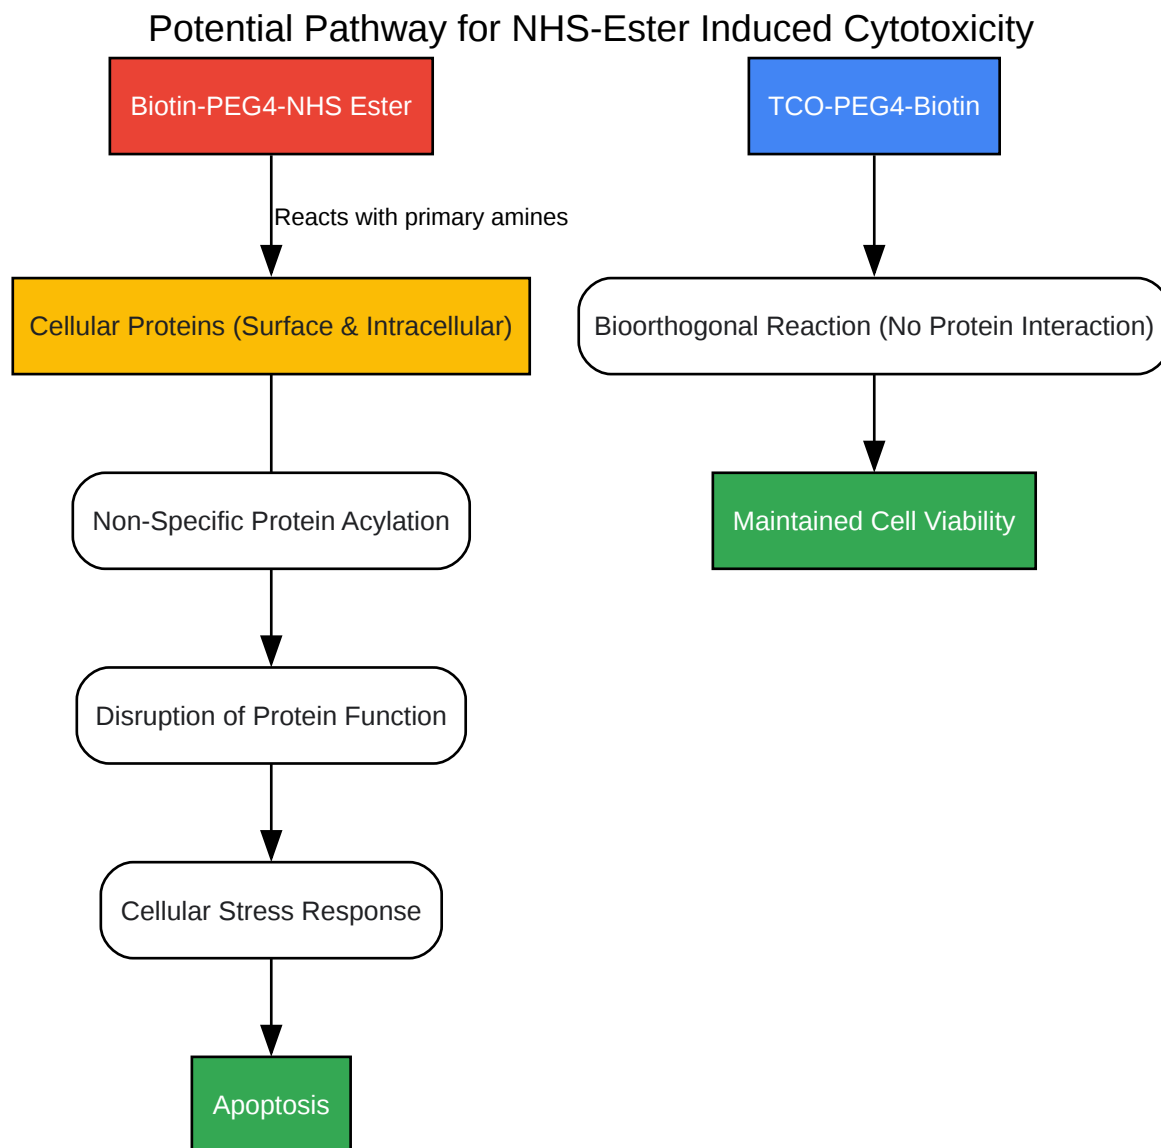 Potential Pathway for NHS-Ester Induced Cytotoxicity
Biotin-PEG4-NHS Ester
Reacts with primary amines
Cellular Proteins (Surface & Intracellular)
Non-Specific Protein Acylation
Disruption of Protein Function
Cellular Stress Response
Apoptosis
TCO-PEG4-Biotin
Bioorthogonal Reaction (No Protein Interaction)
Maintained Cell Viability